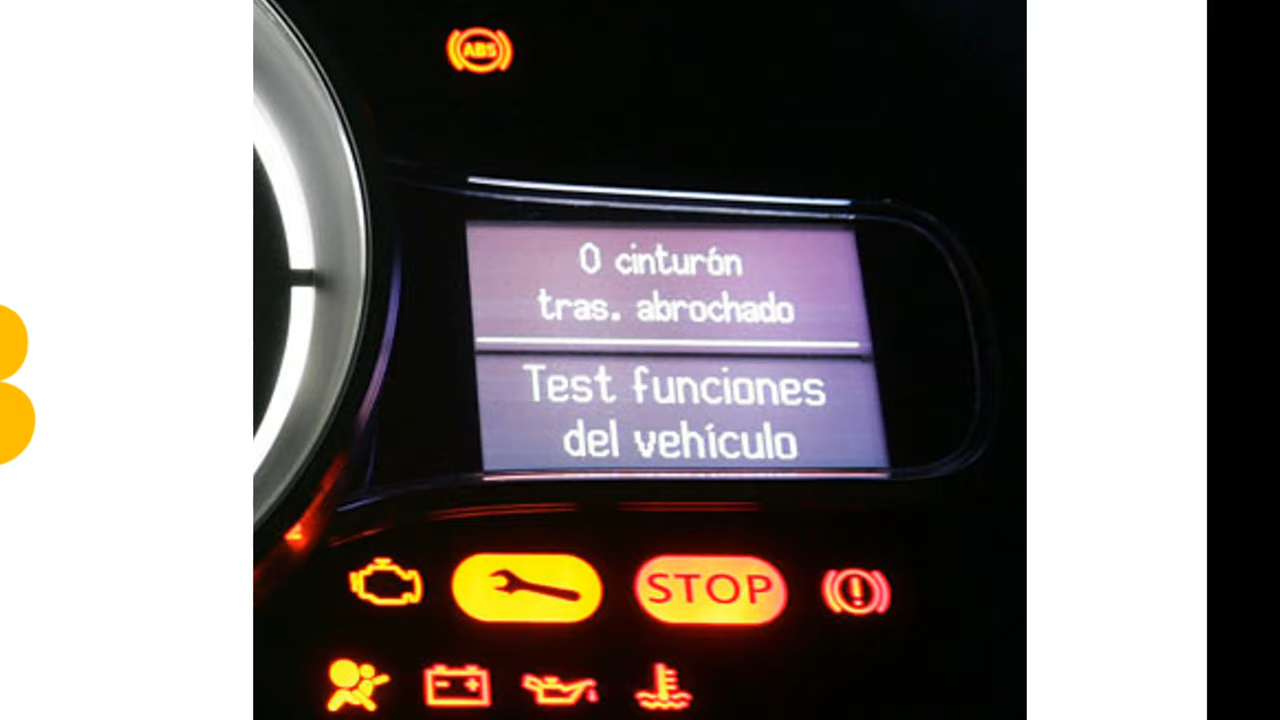 ABS
0 cinturón
tras. abrochado
Test funciones
del vehículo
STOP